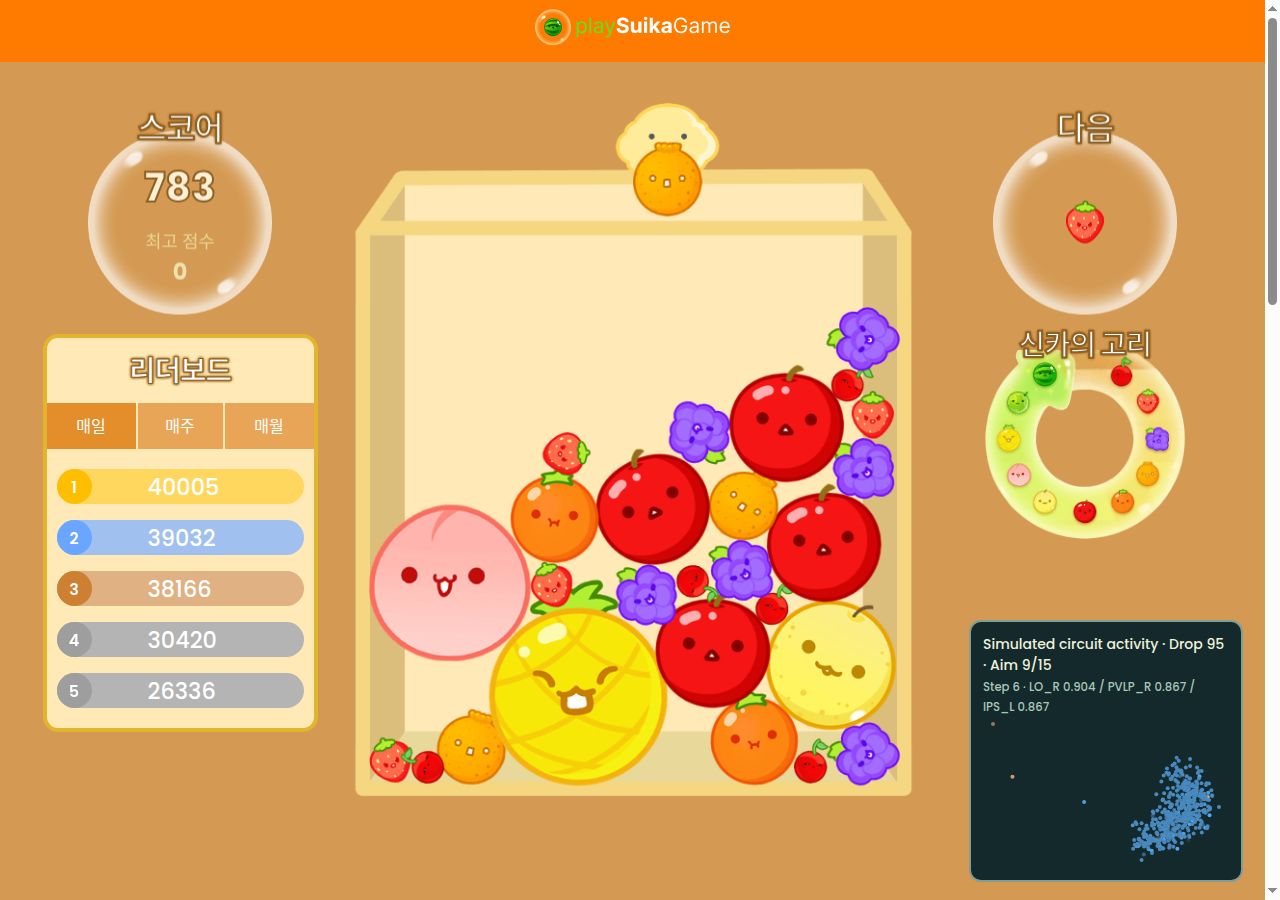 playSuikaGame
스코어
783
최고 점수
0
리더보드
매일 매주 매월
1 40005
2 39032
3 38166
4 30420
5 26336
다음
신카의 고리
Simulated circuit activity · Drop 95
· Aim 9/15
Step 6 · LO_R 0.904 / PVLP_R 0.867 /
IPS_L 0.867